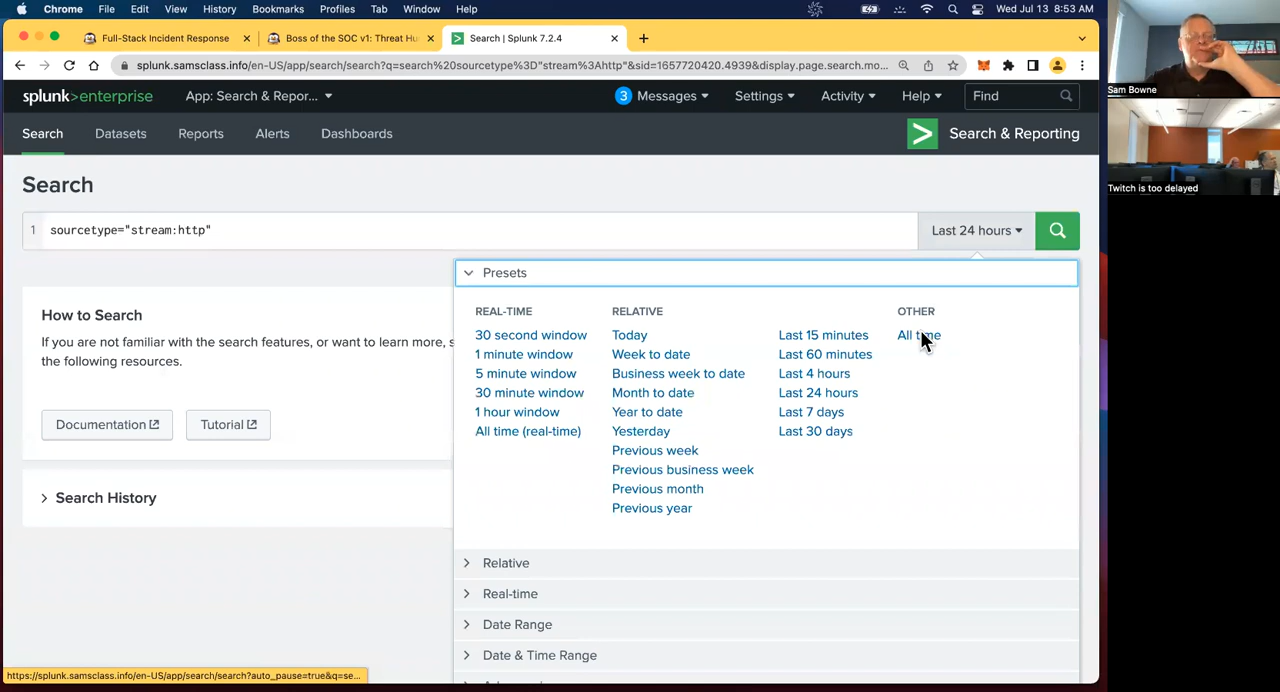 Chrome File Edit View History Bookmarks Profiles Tab Window Help Wed Jul 13 8:53 AM
Full-Stack Incident Response Boss of the SOC v1: Threat Hu Search | Splunk 7.2.4
splunk.samsclass.info/en-US/app/search/search?q=search%20sourcetype%3D"stream%3Ahttp"&sid=1657720420.4939&display.page.search.mo...
splunk>enterprise App: Search & Repor... 3 Messages Settings Activity Help Find
Search Datasets Reports Alerts Dashboards Search & Reporting
Search
1 sourcetype="stream:http" Last 24 hours
Presets
How to Search
If you are not familiar with the search features, or want to learn more, s
the following resources.
Documentation Tutorial
Search History
REAL-TIME RELATIVE OTHER
30 second window Today Last 15 minutes All time
1 minute window Week to date Last 60 minutes
5 minute window Business week to date Last 4 hours
30 minute window Month to date Last 24 hours
1 hour window Year to date Last 7 days
All time (real-time) Yesterday Last 30 days
Previous week
Previous business week
Previous month
Previous year
Relative
Real-time
Date Range
Date & Time Range
https://splunk.samsclass.info/en-US/app/search/search?auto_pause=true&q=se...
Sam Bowne
Twitch is too delayed